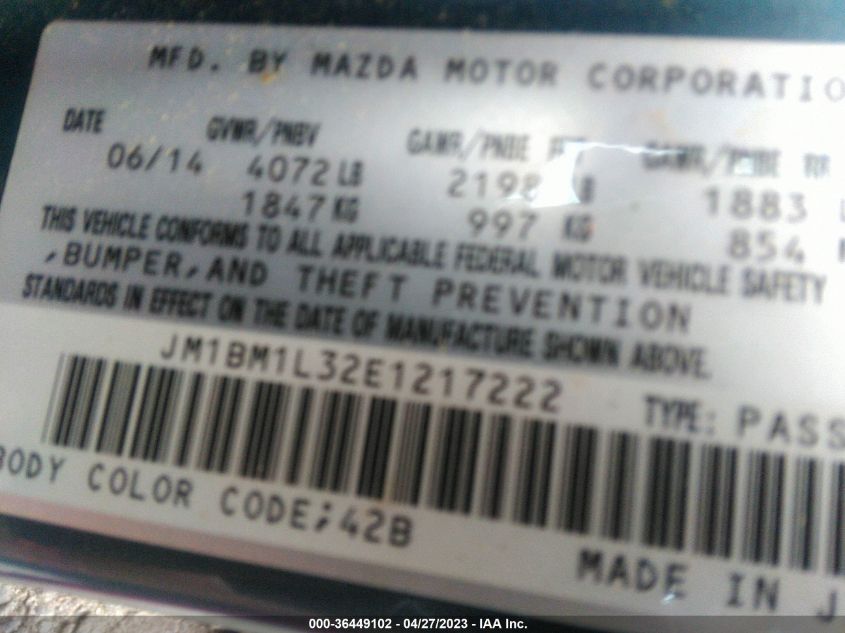 MFD. BY MAZDA MOTOR CORPORATIO
DATE GVWR/PNBV GAWR/PNBE GAWR/PNBE RR
06/14 4072 LB 2198 LB 1883
1847 KG 997 KG 854
THIS VEHICLE CONFORMS TO ALL APPLICABLE FEDERAL MOTOR VEHICLE SAFETY
,BUMPER,AND THEFT PREVENTION
STANDARDS IN EFFECT ON THE DATE OF MANUFACTURE SHOWN ABOVE.
JM1BM1L32E1217222 TYPE: PASS
BODY COLOR CODE;42B
MADE IN J
000-36449102 - 04/27/2023 - IAA Inc.